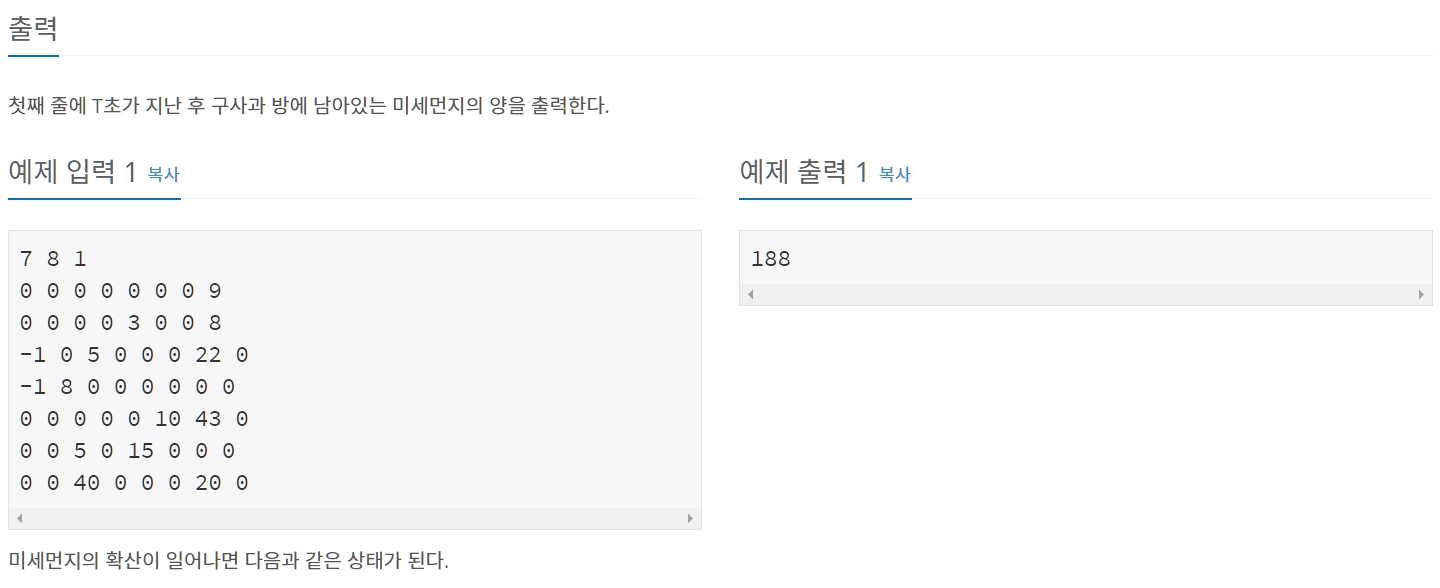 출력
첫째 줄에 T초가 지난 후 구사과 방에 남아있는 미세먼지의 양을 출력한다.
예제 입력 1 복사
7 8 1
0 0 0 0 0 0 0 9
0 0 0 0 3 0 0 8
-1 0 5 0 0 0 22 0
-1 8 0 0 0 0 0 0
0 0 0 0 0 10 43 0
0 0 5 0 15 0 0 0
0 0 40 0 0 0 20 0
예제 출력 1 복사
188
미세먼지의 확산이 일어나면 다음과 같은 상태가 된다.